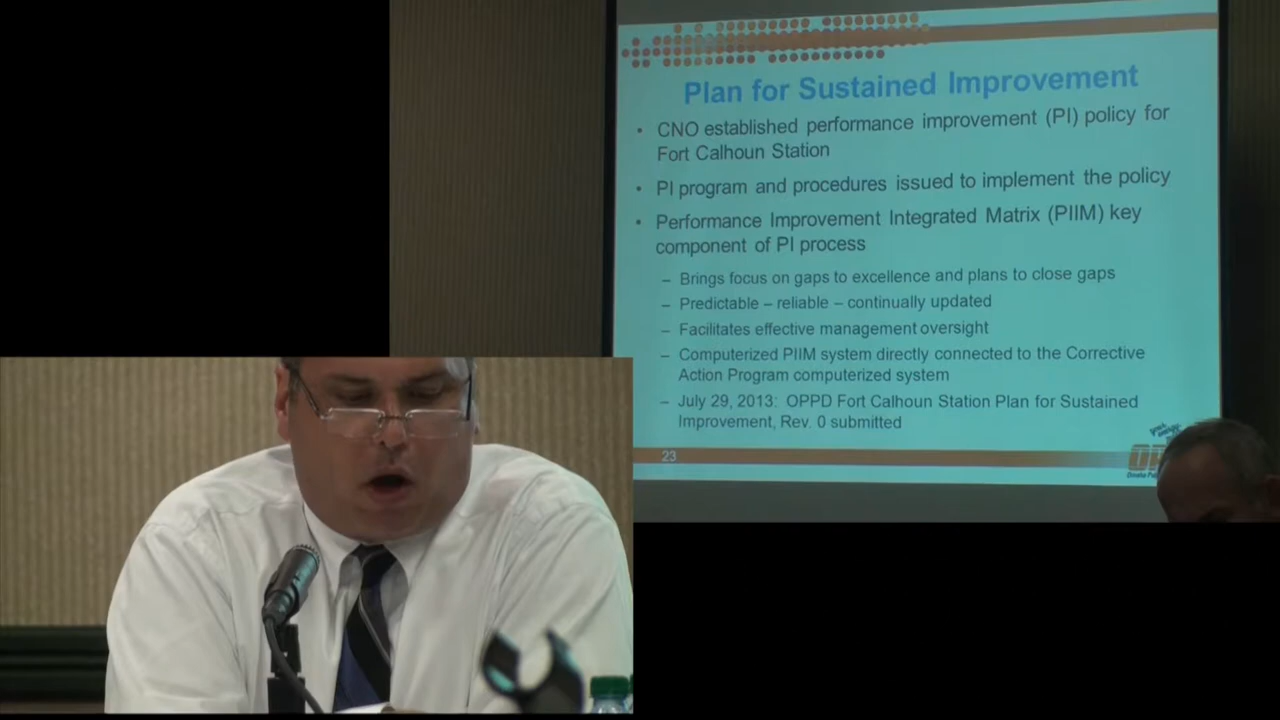 Plan for Sustained Improvement
• CNO established performance improvement (PI) policy for
Fort Calhoun Station
• PI program and procedures issued to implement the policy
• Performance Improvement Integrated Matrix (PIIM) key
component of PI process
– Brings focus on gaps to excellence and plans to close gaps
– Predictable – reliable – continually updated
– Facilitates effective management oversight
– Computerized PIIM system directly connected to the Corrective
Action Program computerized system
– July 29, 2013: OPPD Fort Calhoun Station Plan for Sustained
Improvement, Rev. 0 submitted
23
Omaha